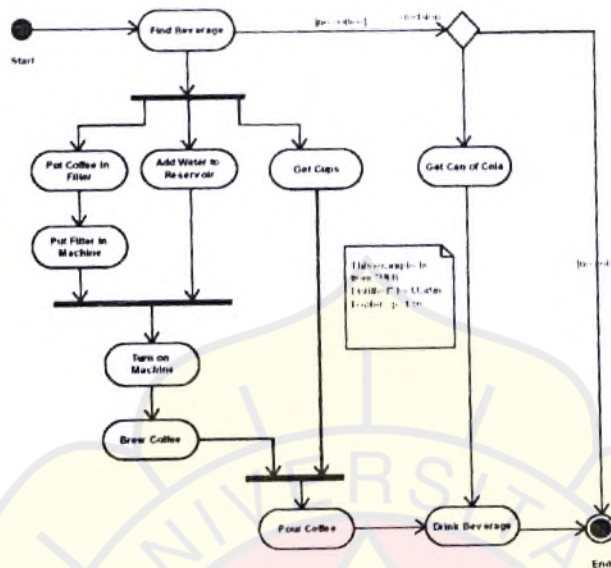 Find Beverage
Start
Put Coffee in
Filter
Add Water to
Reservoir
Get Cups
Get Can of Cola
Put Filter in
Machine
Turn on
Machine
Brew Coffee
Pour Coffee
Drink Beverage
End
UNIVERSITA